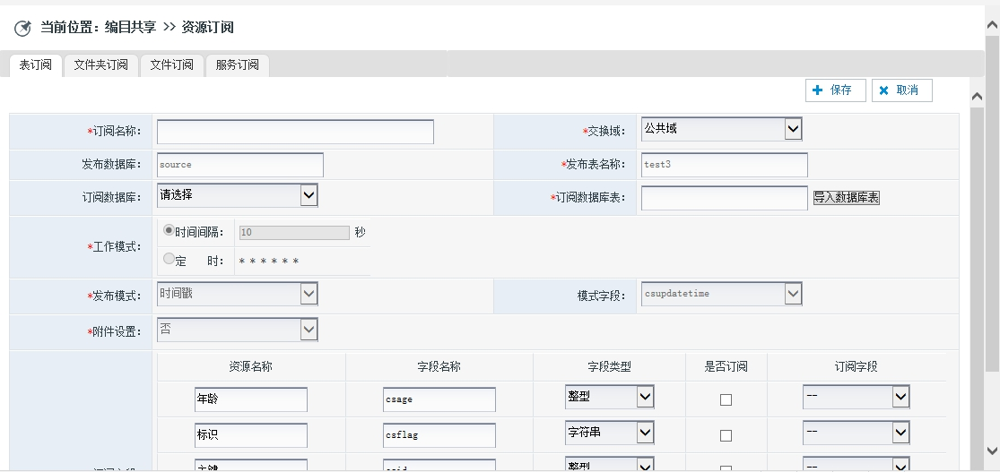 当前位置：编目共享 >> 资源订阅
表订阅 文件夹订阅 文件订阅 服务订阅
保存 取消
*订阅名称： *交换域： 公共域
发布数据库： source *发布表名称： test3
订阅数据库： 请选择 *订阅数据库表： 导入数据库表
*工作模式： 时间间隔： 10 秒
定 时： * * * * * *
*发布模式： 时间戳 模式字段： csupdatetime
*附件设置： 否
资源名称 字段名称 字段类型 是否订阅 订阅字段
年龄 csage 整型 --
标识 csflag 字符串 --
主键 整型 --